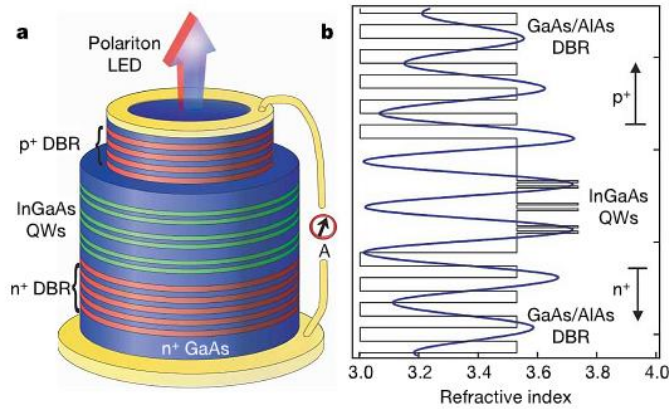 a
Polariton
LED
p⁺ DBR
InGaAs
QWs
n⁺ DBR
A
n⁺ GaAs
b
GaAs/AlAs
DBR
p⁺
InGaAs
QWs
n⁺
GaAs/AlAs
DBR
3.0 3.2 3.4 3.6 3.8 4.0
Refractive index